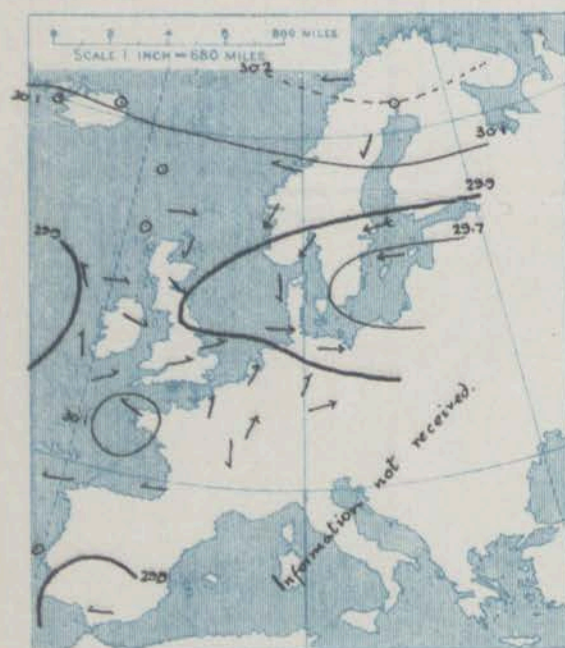 800 MILES
SCALE 1 INCH = 680 MILES
30.2
30.1
30.1
29.9
29.9
29.7
30.1
Information not received.
29.9